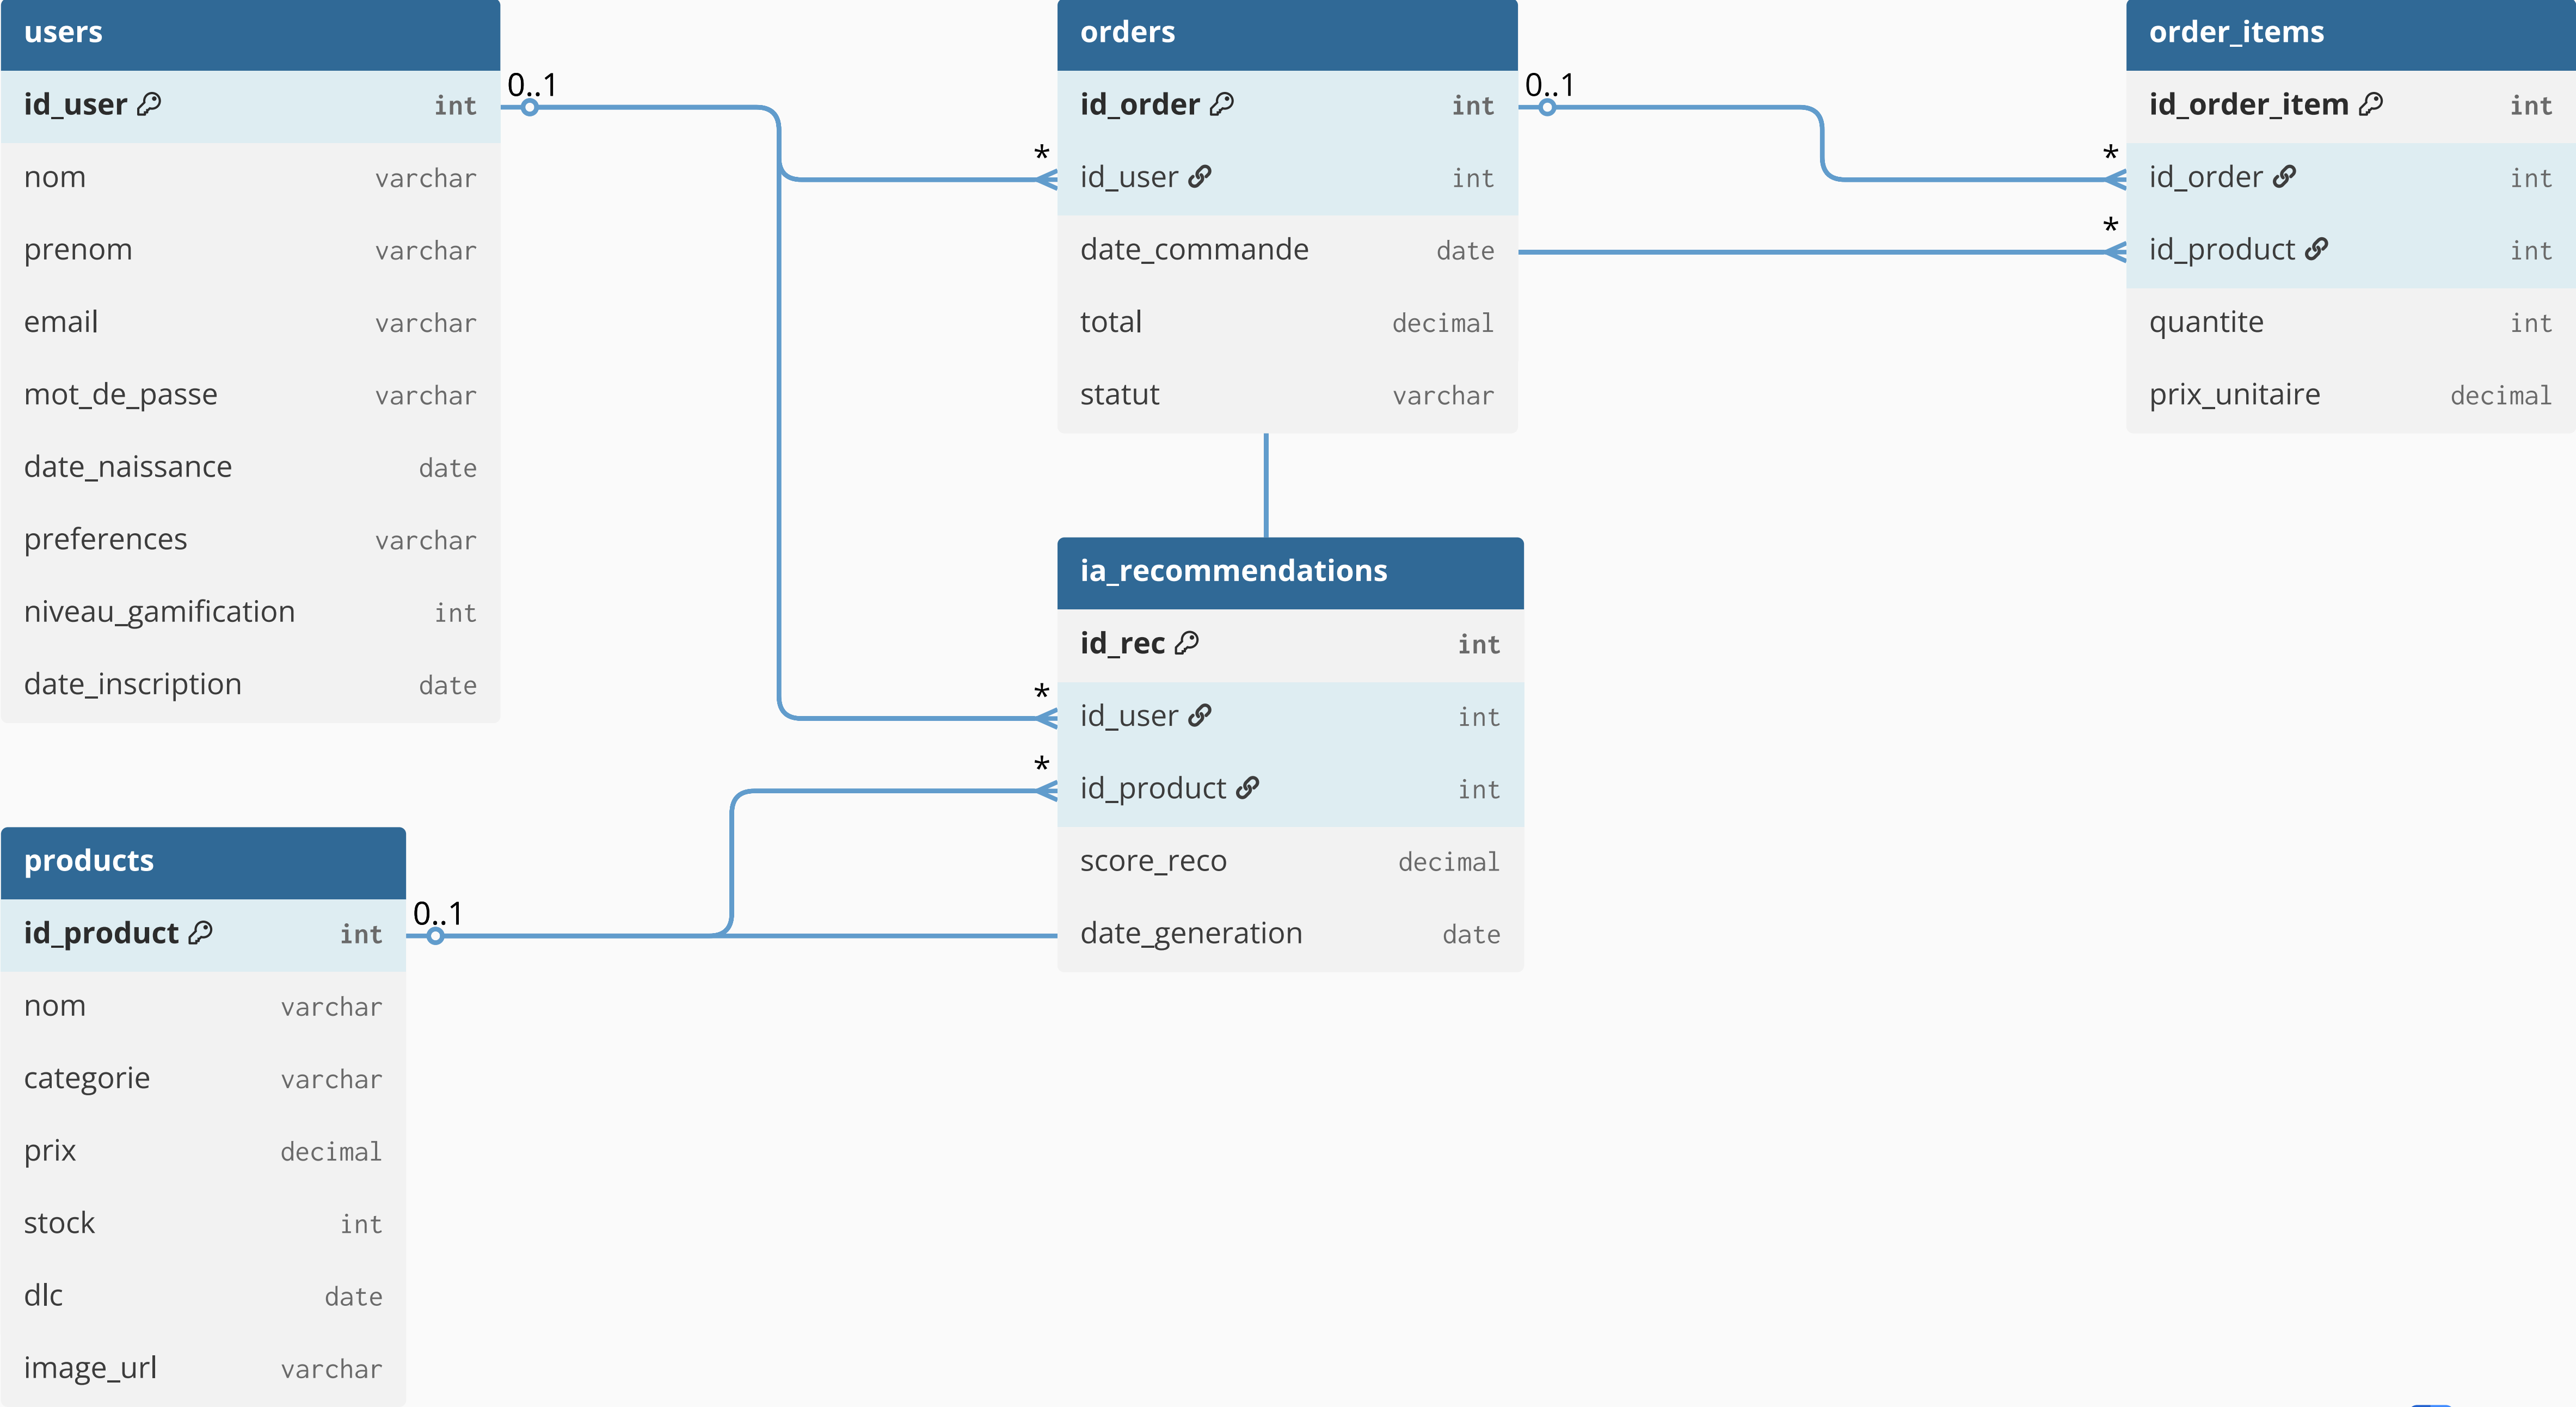 users
id_user int
nom varchar
prenom varchar
email varchar
mot_de_passe varchar
date_naissance date
preferences varchar
niveau_gamification int
date_inscription date
0..1
*
orders
id_order int
id_user int
date_commande date
total decimal
statut varchar
0..1
*
*
order_items
id_order_item int
id_order int
id_product int
quantite int
prix_unitaire decimal
*
*
ia_recommendations
id_rec int
id_user int
id_product int
score_reco decimal
date_generation date
products
id_product int
nom varchar
categorie varchar
prix decimal
stock int
dlc date
image_url varchar
0..1